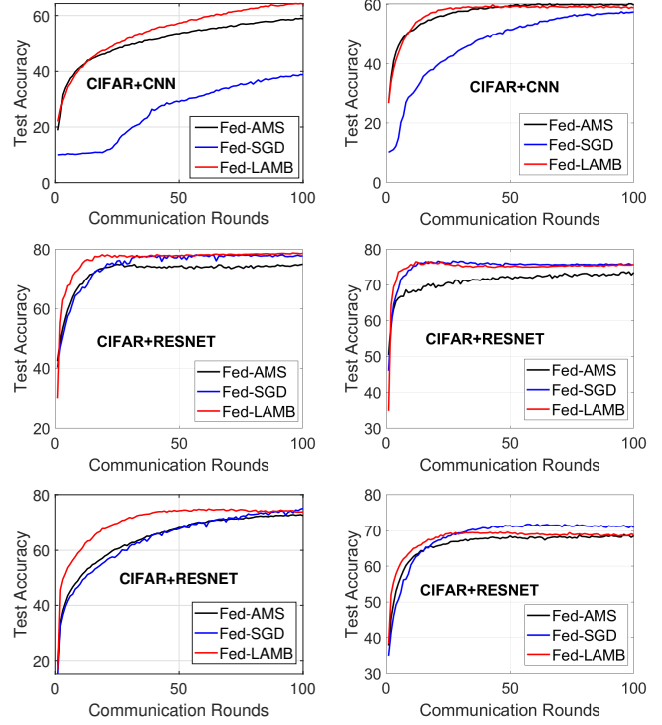 60
40
20
0
0
50
100
Test Accuracy
Communication Rounds
CIFAR+CNN
Fed-AMS
Fed-SGD
Fed-LAMB
60
40
20
0
0
50
100
Test Accuracy
Communication Rounds
CIFAR+CNN
Fed-AMS
Fed-SGD
Fed-LAMB
80
60
40
20
0
50
100
Test Accuracy
Communication Rounds
CIFAR+RESNET
Fed-AMS
Fed-SGD
Fed-LAMB
80
70
60
50
40
30
0
50
100
Test Accuracy
Communication Rounds
CIFAR+RESNET
Fed-AMS
Fed-SGD
Fed-LAMB
80
60
40
20
0
50
100
Test Accuracy
Communication Rounds
CIFAR+RESNET
Fed-AMS
Fed-SGD
Fed-LAMB
80
70
60
50
40
30
0
50
100
Test Accuracy
Communication Rounds
CIFAR+RESNET
Fed-AMS
Fed-SGD
Fed-LAMB